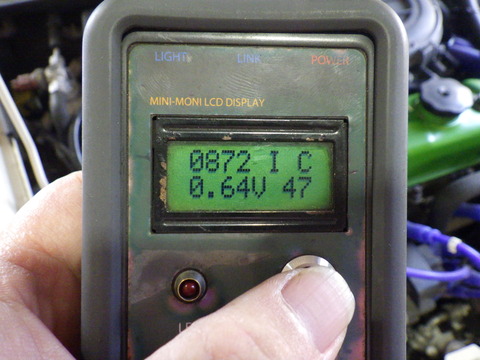 LIGHT LINK POWER
MINI-MONI LCD DISPLAY
0872 I C
0.64V 47